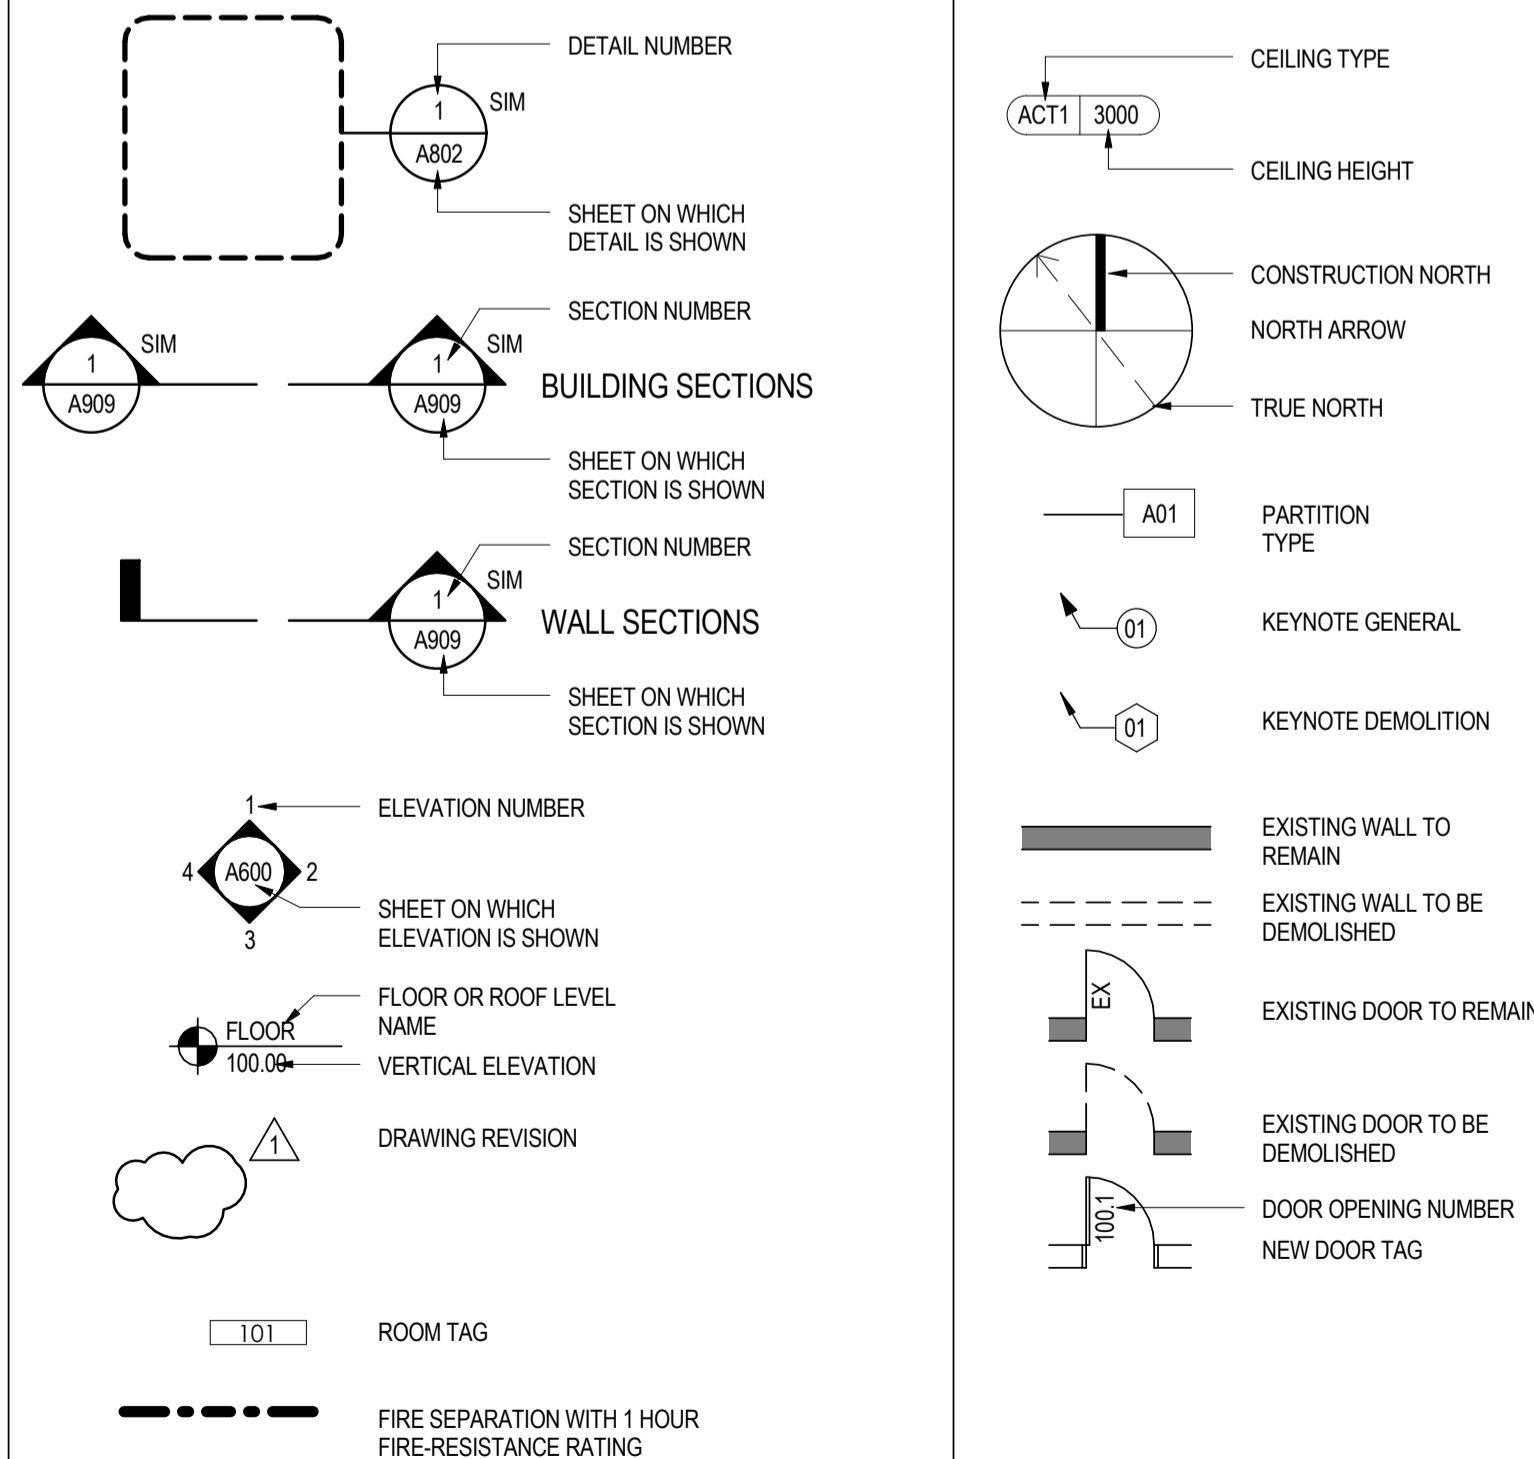 DETAIL NUMBER
1
SIM
A802
SHEET ON WHICH
DETAIL IS SHOWN
SECTION NUMBER
1
SIM
A909
1
SIM
A909
BUILDING SECTIONS
SHEET ON WHICH
SECTION IS SHOWN
SECTION NUMBER
1
SIM
A909
WALL SECTIONS
SHEET ON WHICH
SECTION IS SHOWN
1
ELEVATION NUMBER
4
A600
2
3
SHEET ON WHICH
ELEVATION IS SHOWN
FLOOR OR ROOF LEVEL
NAME
FLOOR
100.00
VERTICAL ELEVATION
1
DRAWING REVISION
101
ROOM TAG
FIRE SEPARATION WITH 1 HOUR
FIRE-RESISTANCE RATING
CEILING TYPE
ACT1
3000
CEILING HEIGHT
CONSTRUCTION NORTH
NORTH ARROW
TRUE NORTH
A01
PARTITION
TYPE
01
KEYNOTE GENERAL
01
KEYNOTE DEMOLITION
EXISTING WALL TO
REMAIN
EXISTING WALL TO BE
DEMOLISHED
EX
EXISTING DOOR TO REMAIN
EXISTING DOOR TO BE
DEMOLISHED
100.1
DOOR OPENING NUMBER
NEW DOOR TAG